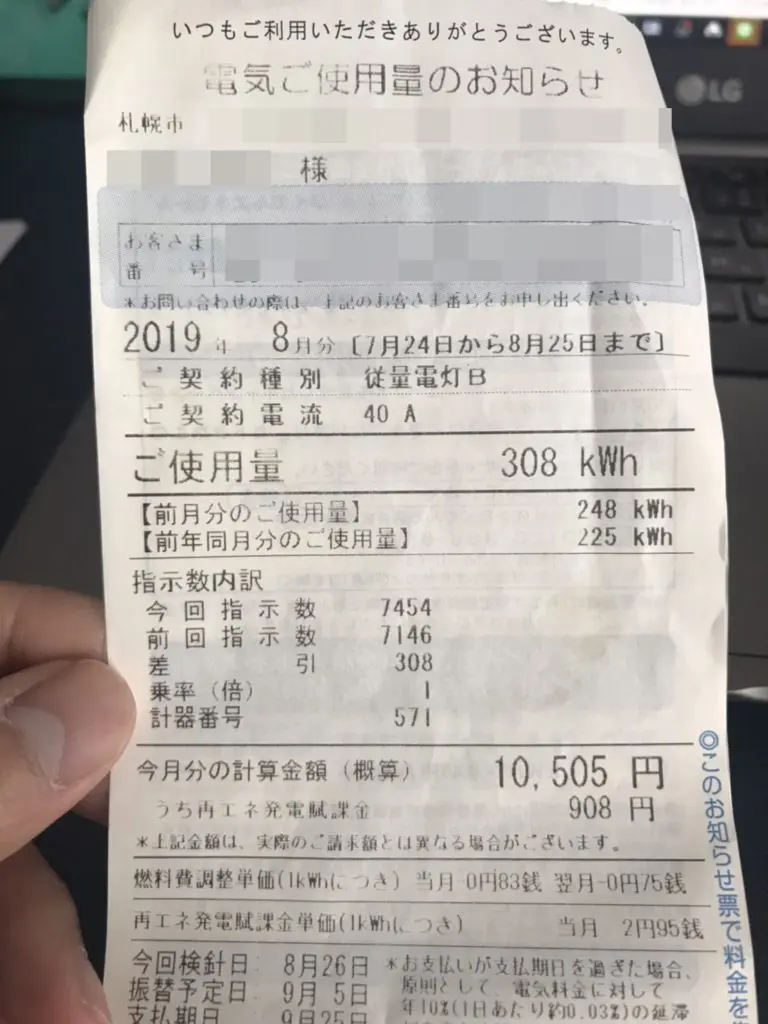 いつもご利用いただきありがとうございます。
電気ご使用量のお知らせ
LG
札幌市
様
お客さま
番 号
*お問い合わせの際は、上記のお客さま番号をお申し出ください。
2019 年 8月分 〔7月24日から8月25日まで〕
ご契約種別 従量電灯B
ご契約電流 40 A
ご使用量 308 kWh
【前月分のご使用量】 248 kWh
【前年同月分のご使用量】 225 kWh
指示数内訳
今回指示数 7454
前回指示数 7146
差 引 308
乗率(倍) 1
計器番号 571
今月分の計算金額(概算) 10,505 円
うち再エネ発電賦課金 908 円
*上記金額は、実際のご請求額とは異なる場合がございます。
燃料費調整単価(1kWhにつき) 当月-0円83銭 翌月-0円75銭
再エネ発電賦課金単価(1kWhにつき) 当月 2円95銭
今回検針日 8月26日
振替予定日 9月 5日
支払期日 9月25日
*お支払いが支払期日を過ぎた場合、
原則として、電気料金に対して
年10%(1日あたり約0.03%)の延滞
◎このお知らせ票で料金を